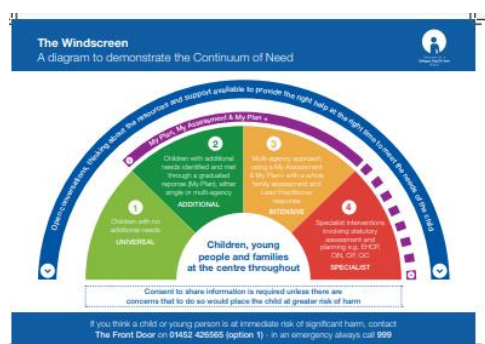 The Windscreen
A diagram to demonstrate the Continuum of Need
Open conversations, thinking about the resources and support available to provide the right help at the right time to meet the needs of the child
My Plan, My Assessment & My Plan +
1
Children with no
additional needs
UNIVERSAL
2
Children with additional
needs identified and met
through a graduated
reponse (My Plan), either
single or multi-agency
ADDITIONAL
3
Multi-agency approach
using a My Assessment
& My Plan+ with a whole
family assessment and
Lead Practitioner
response
INTENSIVE
4
Specialist interventions
involving statutory
assessment and
planning e.g. EHCP,
CIN, CP, CiC
SPECIALIST
Children, young
people and families
at the centre throughout
Consent to share information is required unless there are
concerns that to do so would place the child at greater risk of harm
If you think a child or young person is at immediate risk of significant harm, contact
The Front Door on 01452 426565 (option 1) - in an emergency always call 999